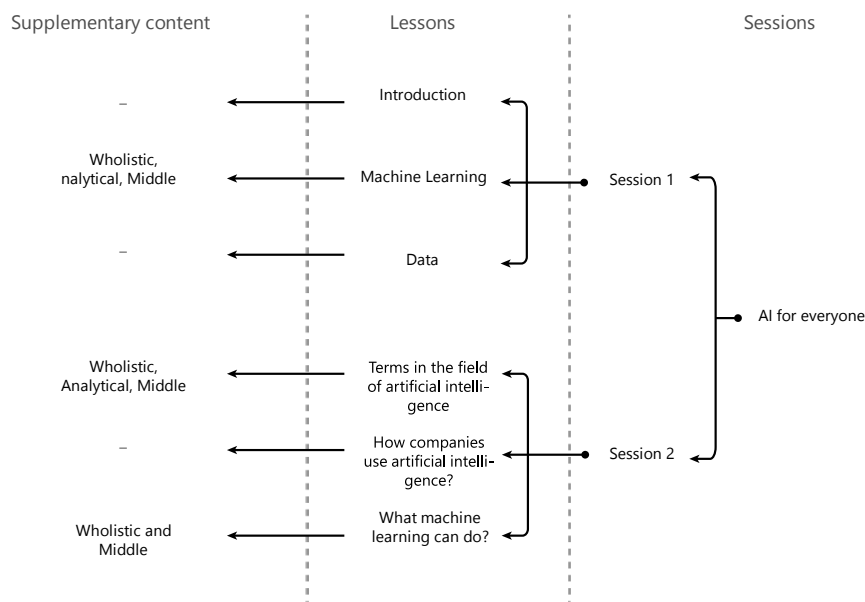 Supplementary content
Lessons
Sessions
–
Introduction
Wholistic,
nalytical, Middle
Machine Learning
Session 1
–
Data
AI for everyone
Wholistic,
Analytical, Middle
Terms in the field
of artificial intelli-
gence
–
How companies
use artificial intelli-
gence?
Session 2
Wholistic and
Middle
What machine
learning can do?